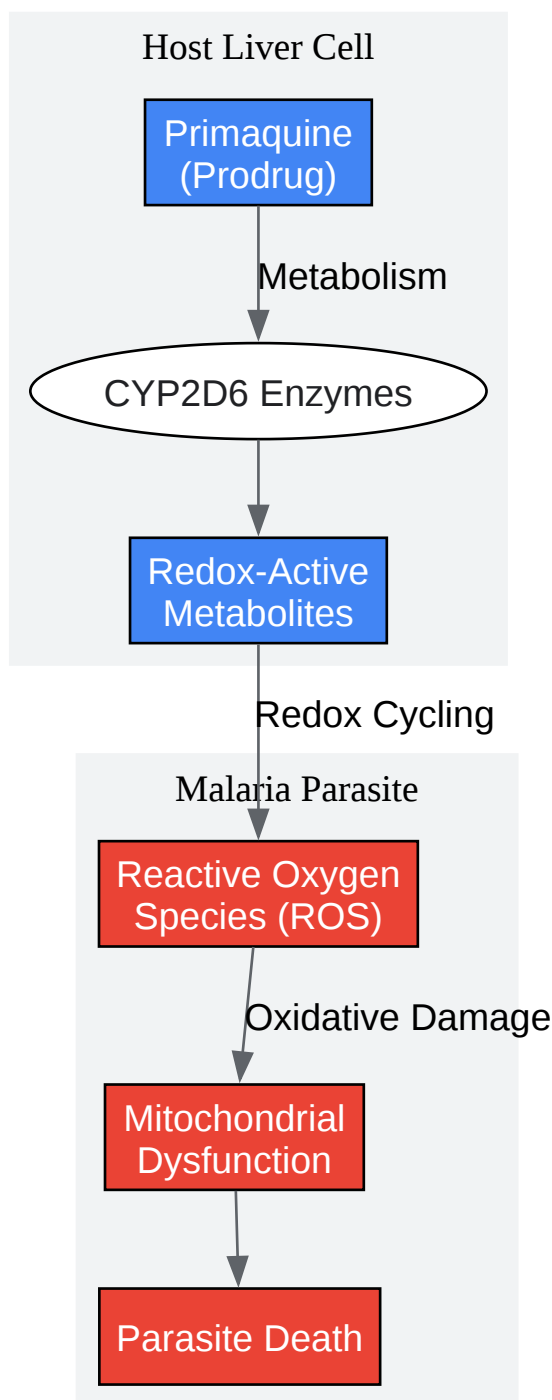 Host Liver Cell
Primaquine
(Prodrug)
Metabolism
CYP2D6 Enzymes
Redox-Active
Metabolites
Redox Cycling
Malaria Parasite
Reactive Oxygen
Species (ROS)
Oxidative Damage
Mitochondrial
Dysfunction
Parasite Death